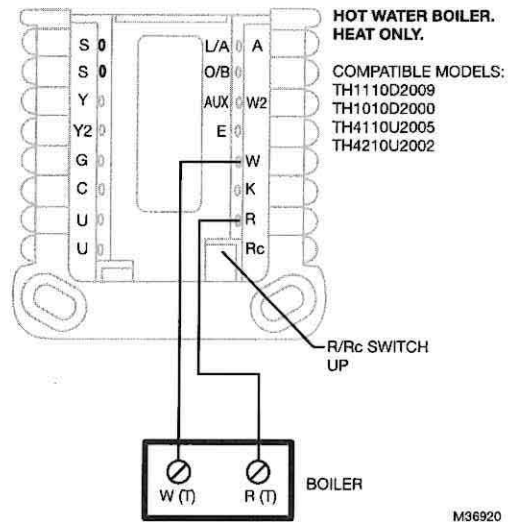 HOT WATER BOILER.
HEAT ONLY.
COMPATIBLE MODELS:
TH1110D2009
TH1010D2000
TH4110U2005
TH4210U2002
S
S
Y
Y2
G
C
U
U
L/A A
O/B
AUX W2
E
W
K
R
Rc
R/Rc SWITCH
UP
W (T) R (T)
BOILER
M36920